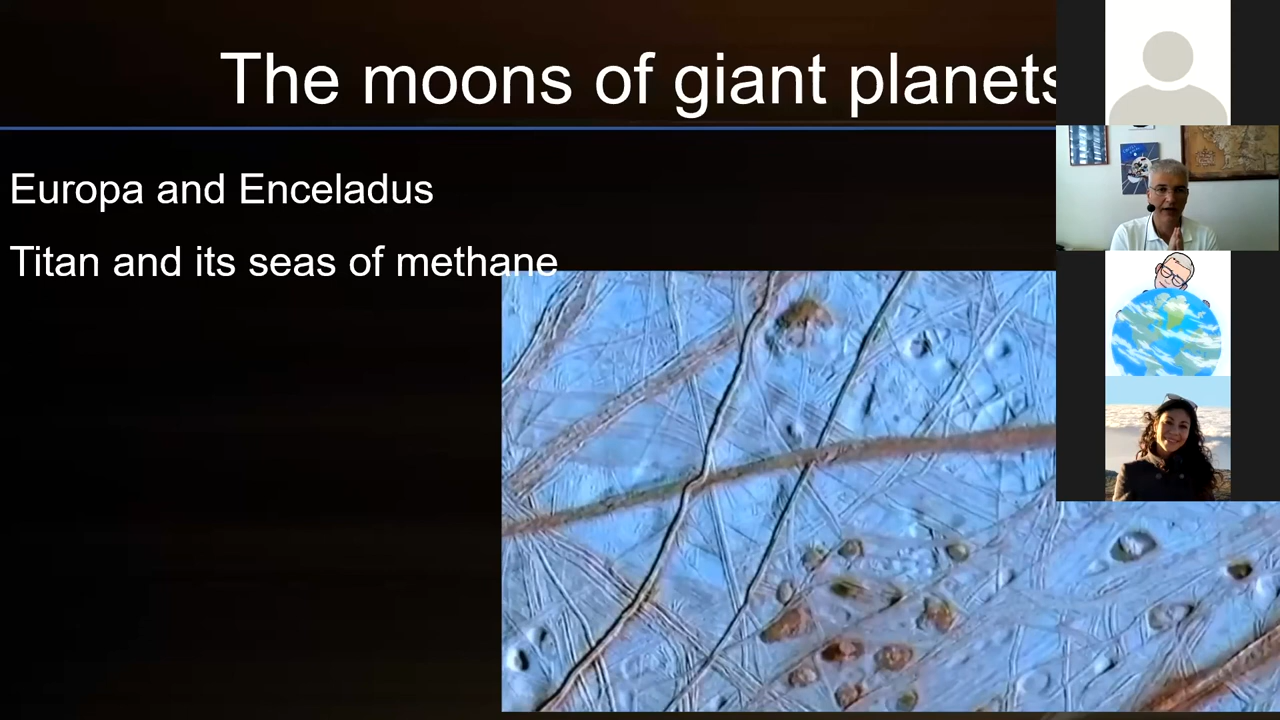 The moons of giant planets
Europa and Enceladus
Titan and its seas of methane